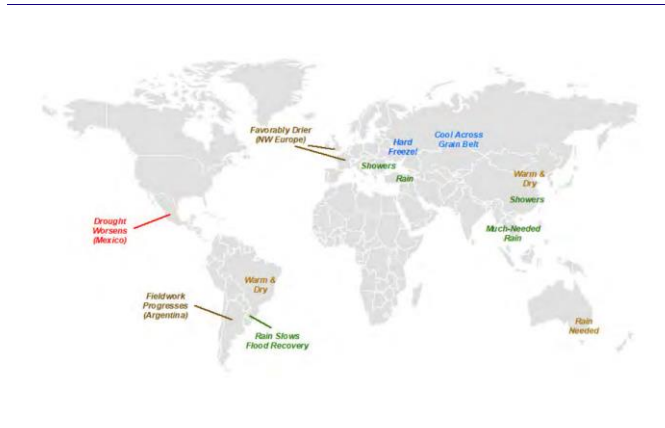 Favorably Drier
(NW Europe)
Hard
Freeze!
Cool Across
Grain Belt
Showers
Rain
Warm &
Dry
Showers
Drought
Worsens
(Mexico)
Much-Needed
Rain
Warm &
Dry
Fieldwork
Progresses
(Argentina)
Rain
Needed
Rain Slows
Flood Recovery